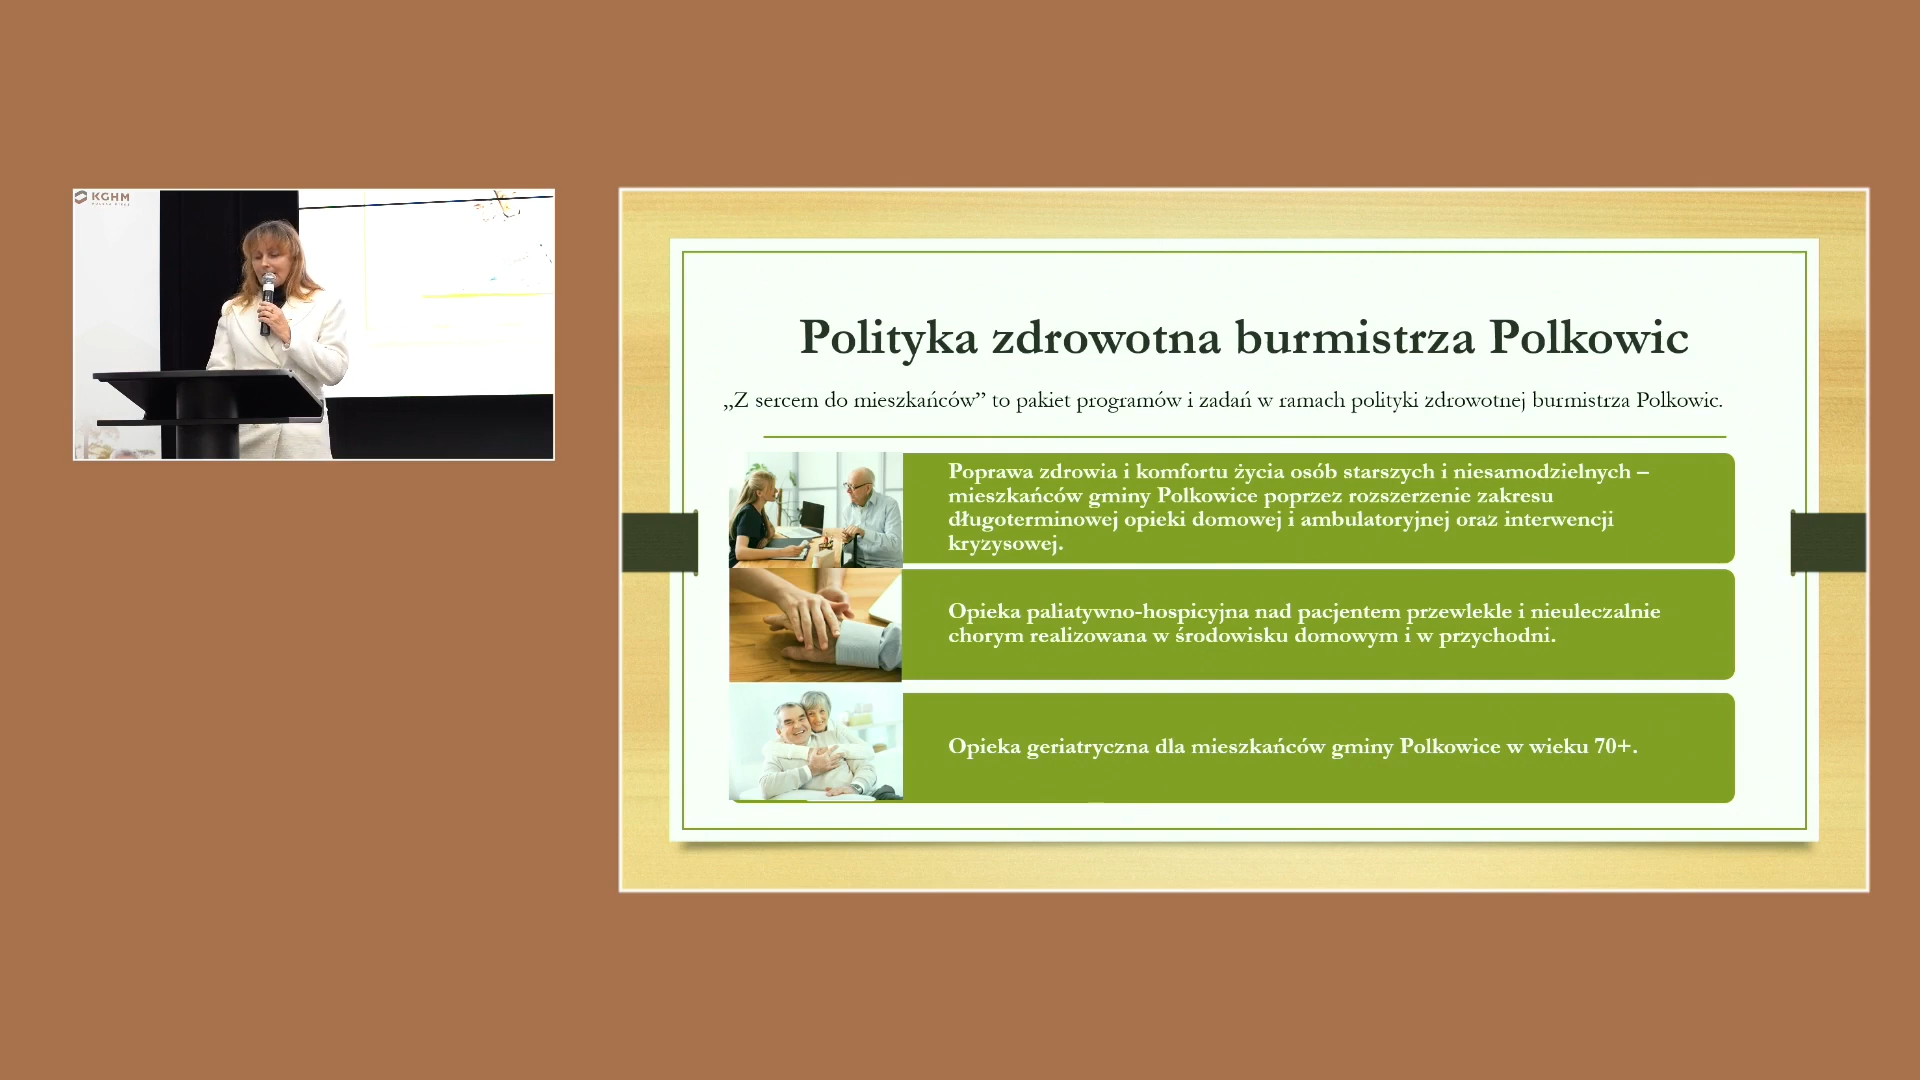 KGHM
Polityka zdrowotna burmistrza Polkowic
„Z sercem do mieszkańców” to pakiet programów i zadań w ramach polityki zdrowotnej burmistrza Polkowic.
Poprawa zdrowia i komfortu życia osób starszych i niesamodzielnych –
mieszkańców gminy Polkowice poprzez rozszerzenie zakresu
długoterminowej opieki domowej i ambulatoryjnej oraz interwencji
kryzysowej.
Opieka paliatywno-hospicyjna nad pacjentem przewlekle i nieuleczalnie
chorym realizowana w środowisku domowym i w przychodni.
Opieka geriatryczna dla mieszkańców gminy Polkowice w wieku 70+.